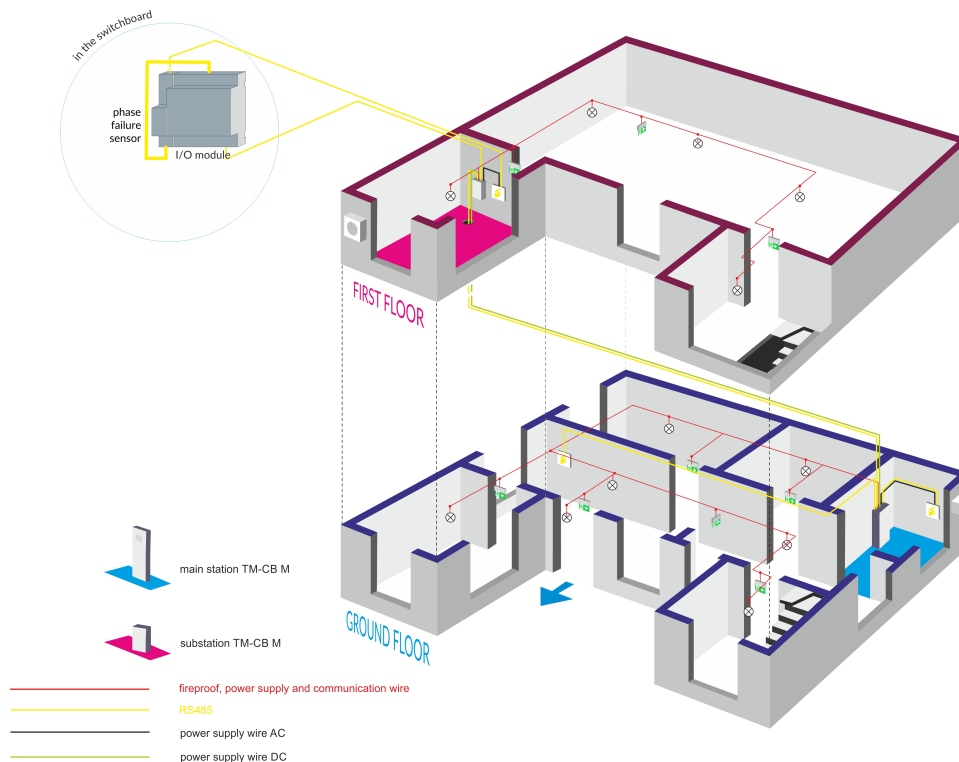 in the switchboard
phase
failure
sensor
I/O module
FIRST FLOOR
GROUND FLOOR
main station TM-CB M
substation TM-CB M
fireproof, power supply and communication wire
RS485
power supply wire AC
power supply wire DC